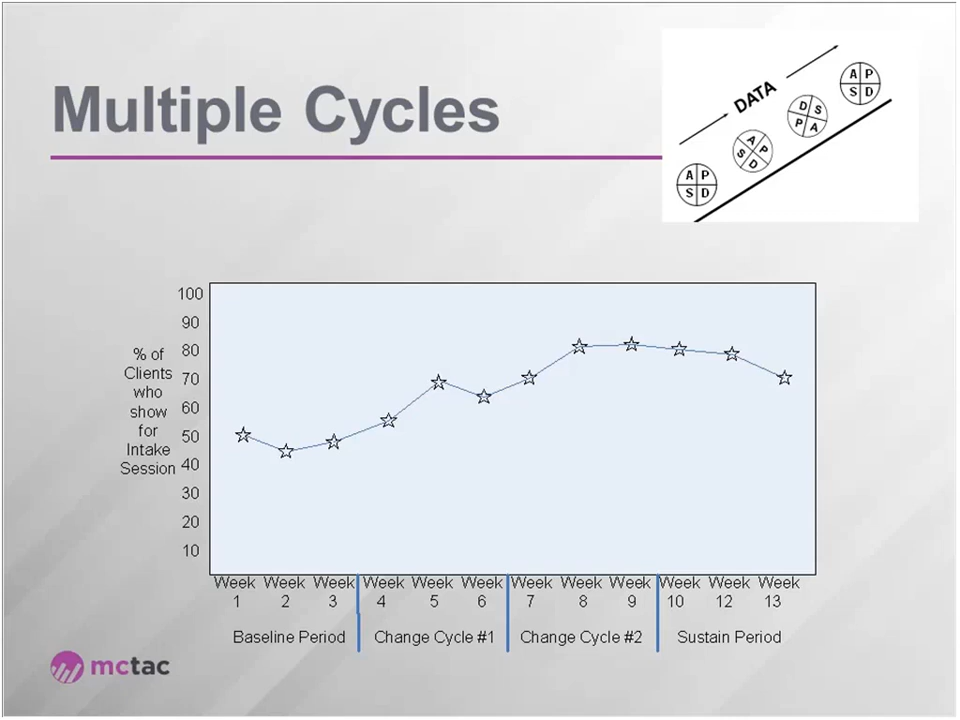 Multiple Cycles
DATA
A P
S D
A P
S D
D S
P A
A P
S D
100
90
80
70
60
50
40
30
20
10
% of
Clients
who
show
for
Intake
Session
Week Week Week Week Week Week Week Week Week Week Week Week
1 2 3 4 5 6 7 8 9 10 12 13
Baseline Period Change Cycle #1 Change Cycle #2 Sustain Period
mctac